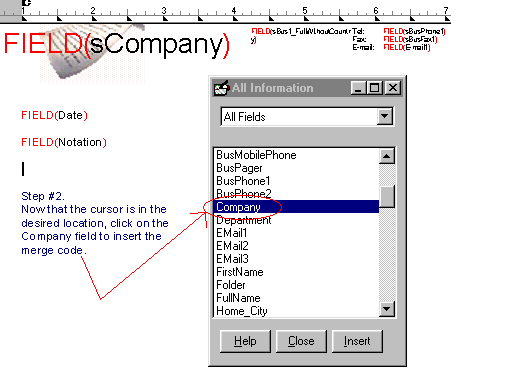 1 2 3 4 5 6 7
FIELD(sCompany)
FIELD(sBus1_FullWithoutCountr Tel: FIELD(sBusPhone1)
y) Fax: FIELD(sBusFax1)
E-mail: FIELD(E-mail1)
All Information
All Fields
FIELD(Date)
FIELD(Notation)
BusMobilePhone
BusPager
BusPhone1
BusPhone2
Company
Department
EMail1
EMail2
EMail3
FirstName
Folder
FullName
Home_City
Step #2.
Now that the cursor is in the
desired location, click on the
Company field to insert the
merge code.
Help Close Insert